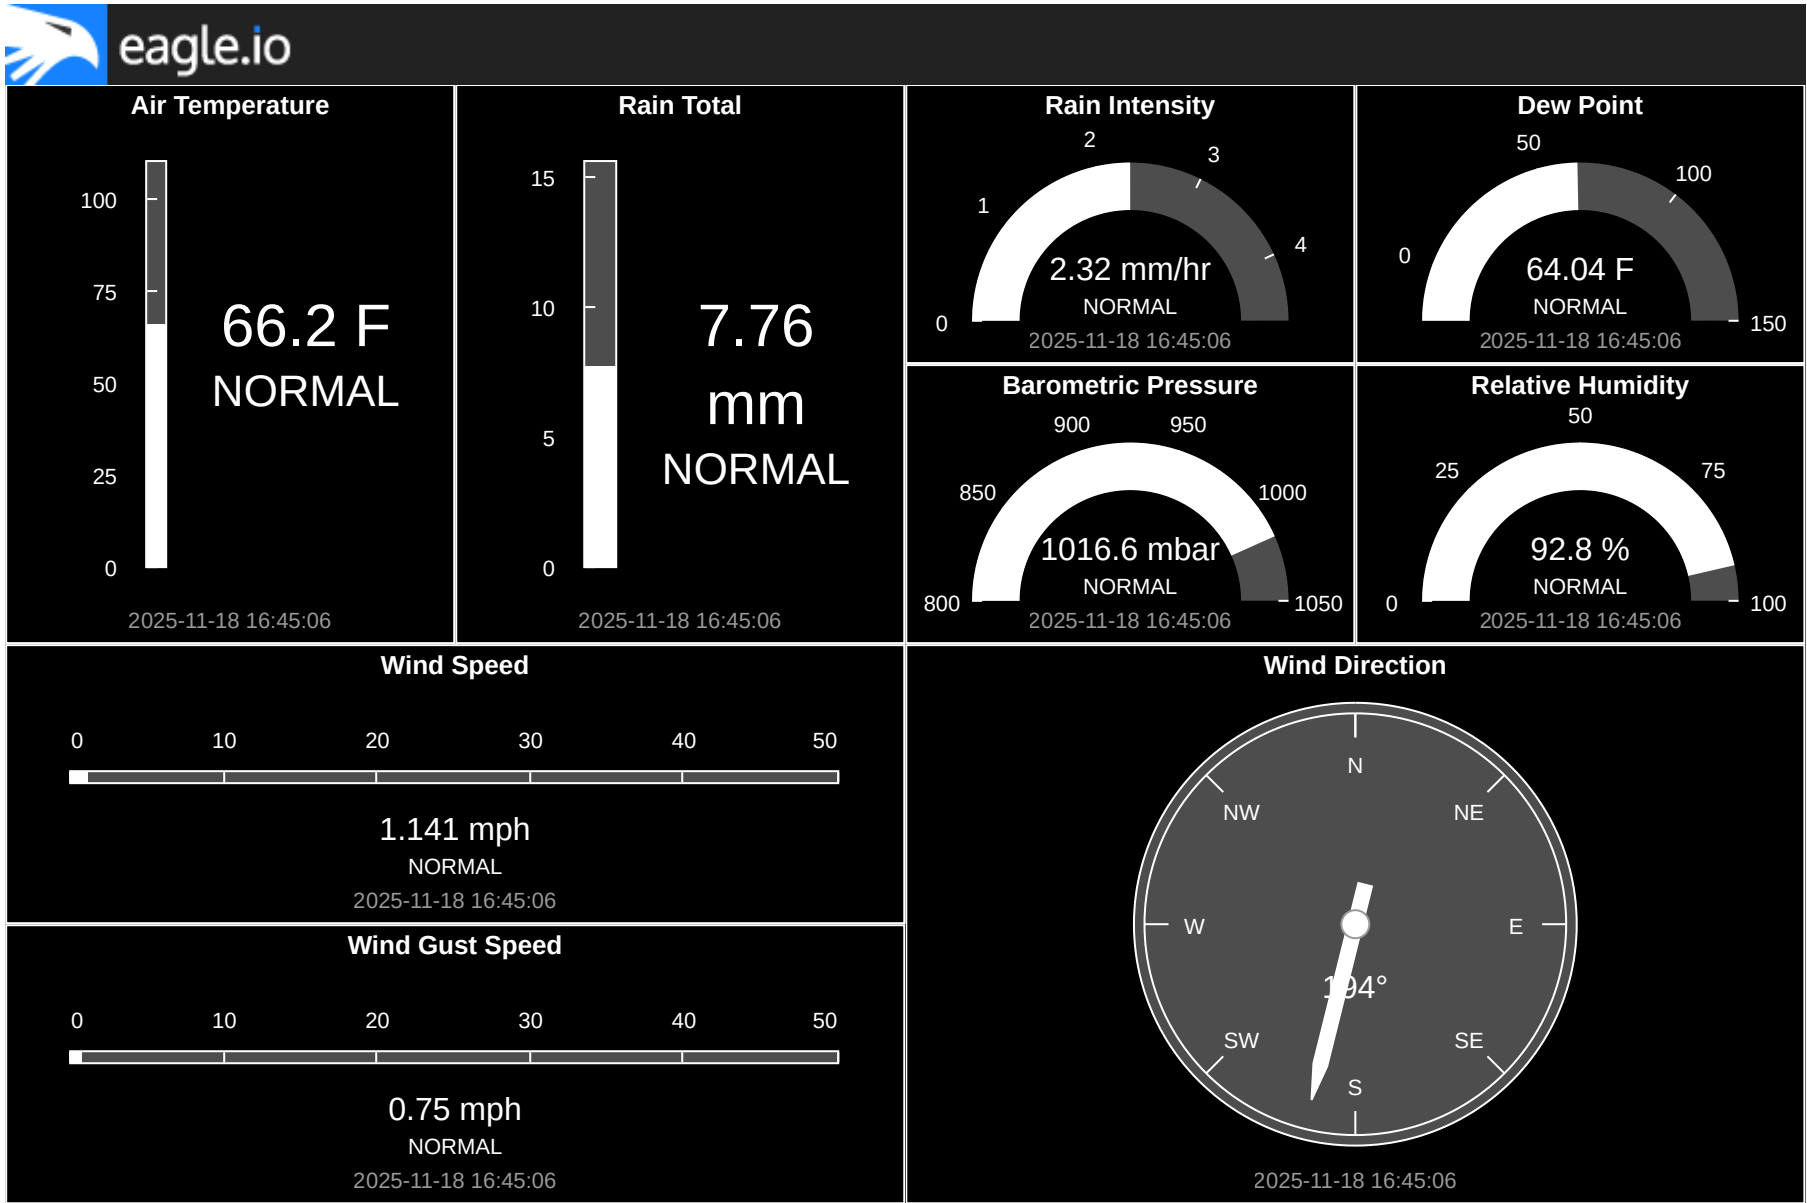 eagle.io
Air Temperature
100
75
50
25
0
66.2 F
NORMAL
2025-11-18 16:45:06
Rain Total
15
10
5
0
7.76
mm
NORMAL
2025-11-18 16:45:06
Rain Intensity
0
1
2
3
4
2.32 mm/hr
NORMAL
2025-11-18 16:45:06
Dew Point
0
50
100
150
64.04 F
NORMAL
2025-11-18 16:45:06
Barometric Pressure
800
850
900
950
1000
1050
1016.6 mbar
NORMAL
2025-11-18 16:45:06
Relative Humidity
0
25
50
75
100
92.8 %
NORMAL
2025-11-18 16:45:06
Wind Speed
0 10 20 30 40 50
1.141 mph
NORMAL
2025-11-18 16:45:06
Wind Gust Speed
0 10 20 30 40 50
0.75 mph
NORMAL
2025-11-18 16:45:06
Wind Direction
N
NW NE
W E
194°
SW SE
S
2025-11-18 16:45:06